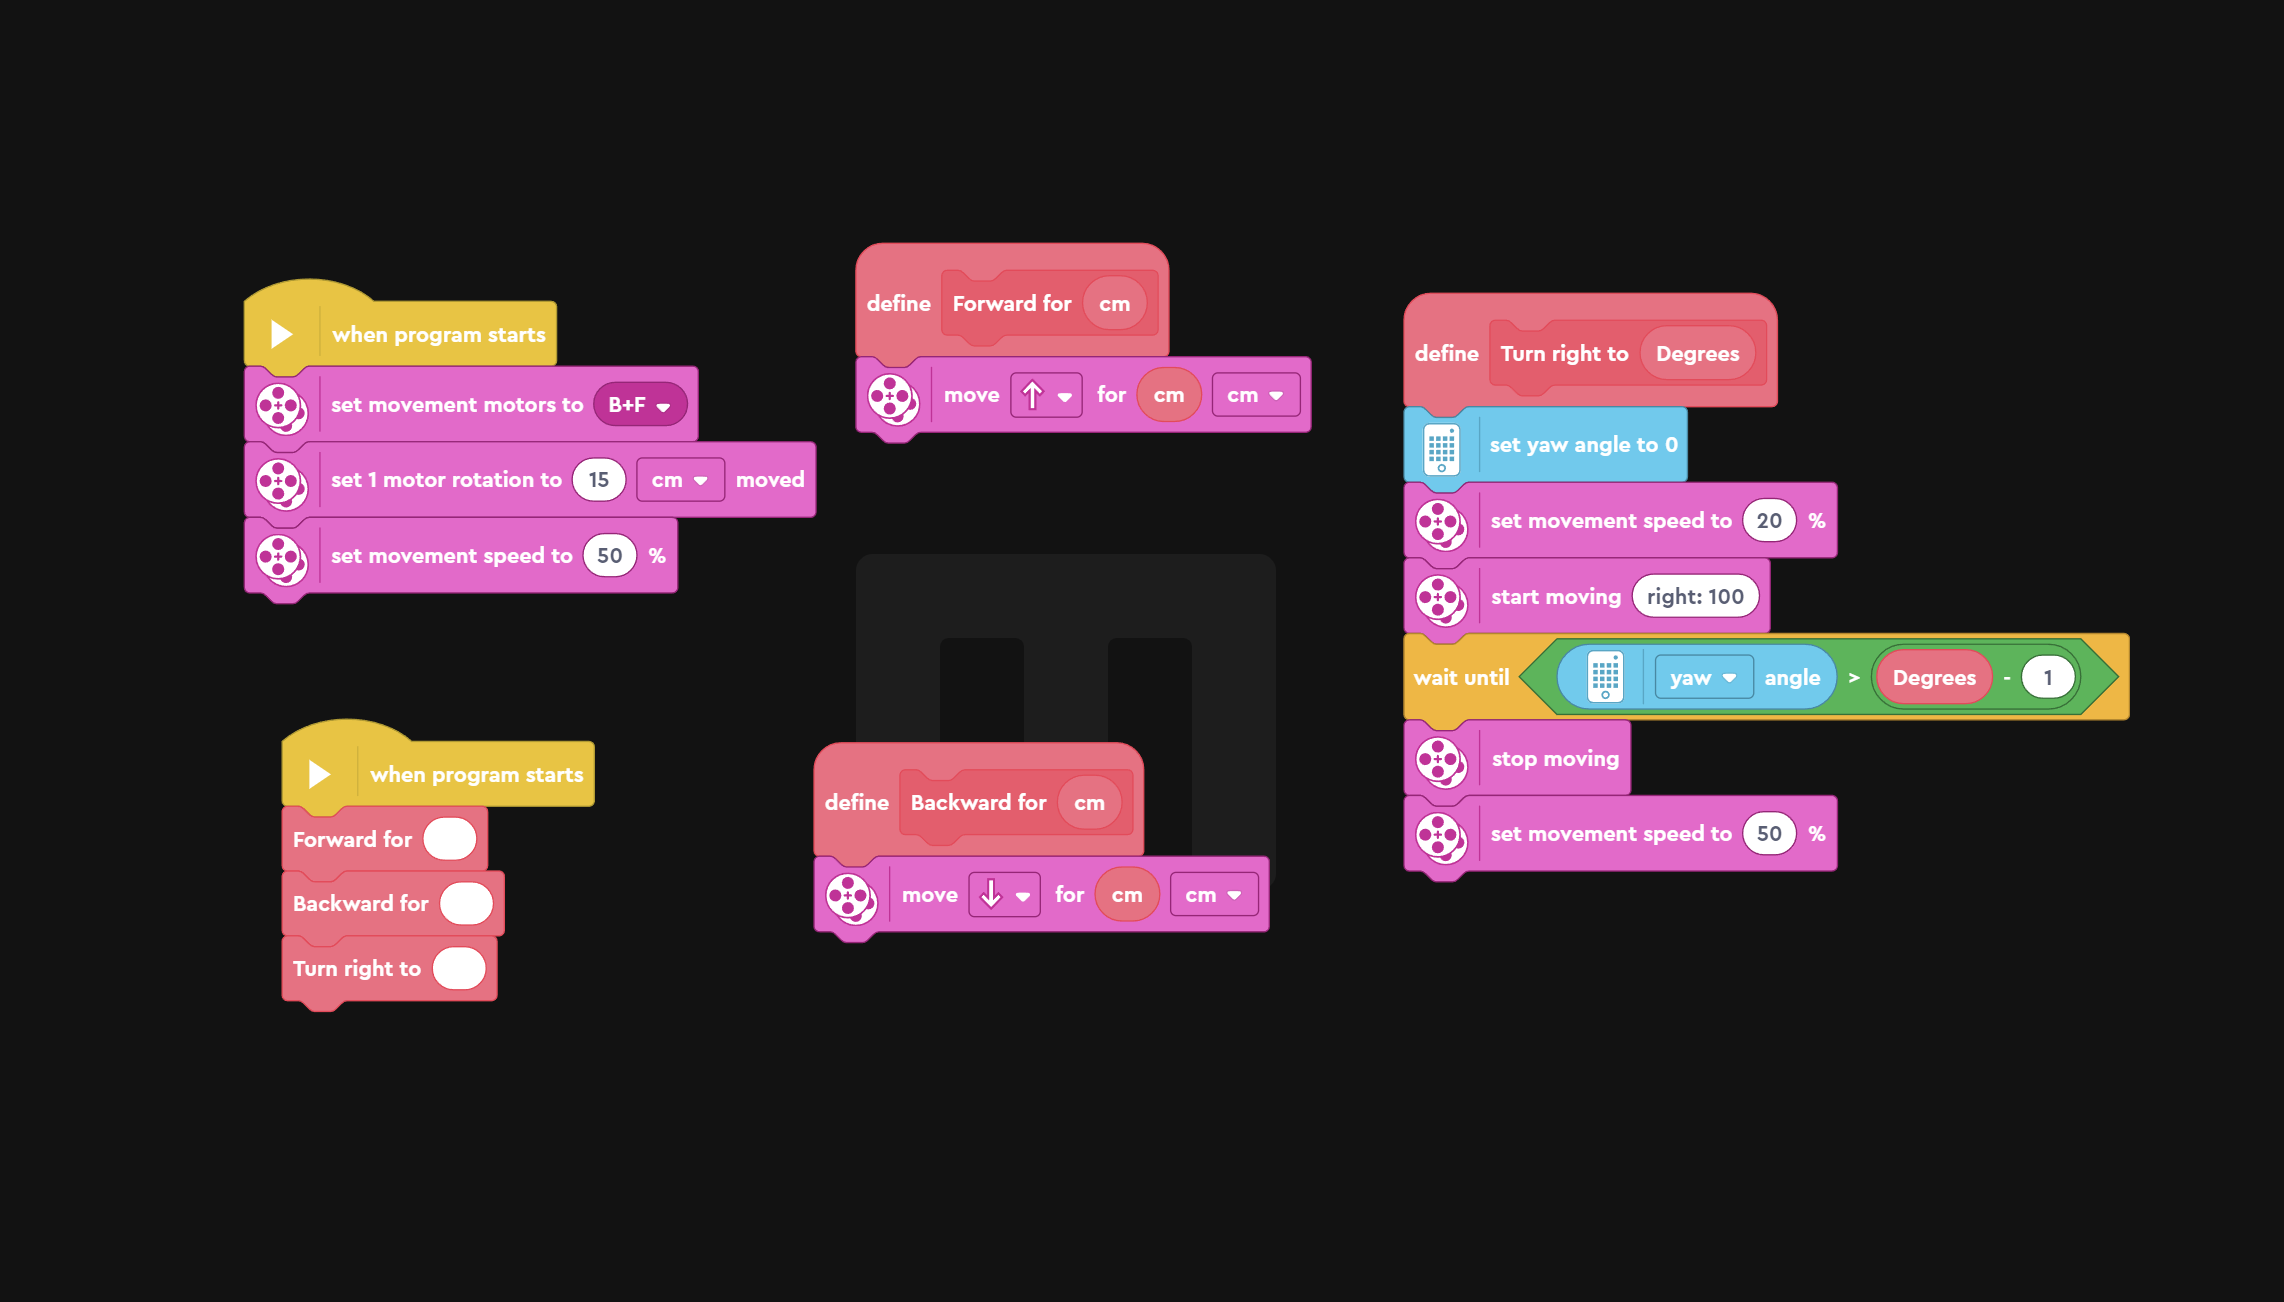 when program starts
set movement motors to B+F
set 1 motor rotation to 15 cm moved
set movement speed to 50 %
when program starts
Forward for
Backward for
Turn right to
define Forward for cm
move for cm cm
define Backward for cm
move for cm cm
define Turn right to Degrees
set yaw angle to 0
set movement speed to 20 %
start moving right: 100
wait until yaw angle > Degrees - 1
stop moving
set movement speed to 50 %